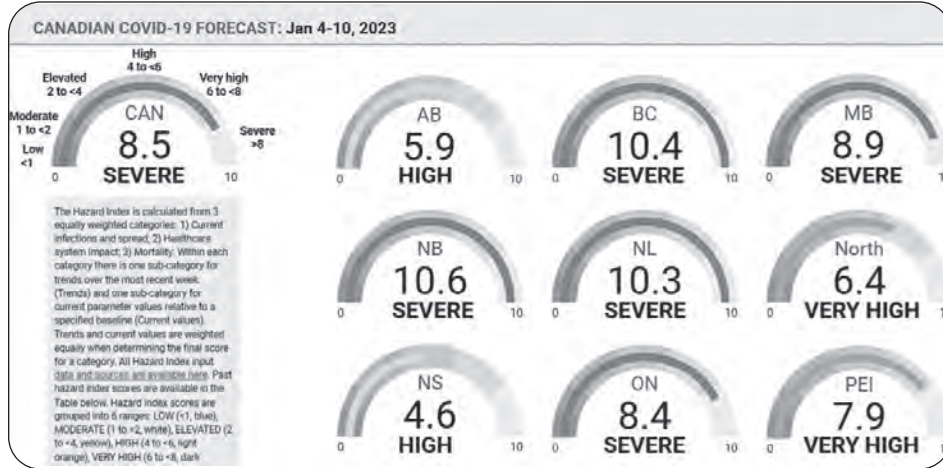 CANADIAN COVID-19 FORECAST: Jan 4-10, 2023
High
4 to <6
Elevated
2 to <4
Very high
6 to <8
Moderate
1 to <2
Severe
>8
Low
<1
CAN
8.5
SEVERE
0 10
The Hazard Index is calculated from 3
equally weighted categories: 1) Current
infections and spread; 2) Healthcare
system impact; 3) Mortality. Within each
category there is one sub-category for
trends over the most recent week
(Trends) and one sub-category for
current parameter values relative to a
specified baseline (Current values).
Trends and current values are weighted
equally when determining the final score
for a category. All Hazard Index input
data and sources are available here. Past
hazard index scores are available in the
Table below. Hazard index scores are
grouped into 6 ranges: LOW (<1, blue),
MODERATE (1 to <2, white), ELEVATED (2
to <4, yellow), HIGH (4 to <6, light
orange), VERY HIGH (6 to <8, dark
AB
5.9
HIGH
0 10
BC
10.4
SEVERE
0 10
MB
8.9
SEVERE
0
NB
10.6
SEVERE
0 10
NL
10.3
SEVERE
0 10
North
6.4
VERY HIGH
0
NS
4.6
HIGH
0 10
ON
8.4
SEVERE
0 10
PEI
7.9
VERY HIGH
0